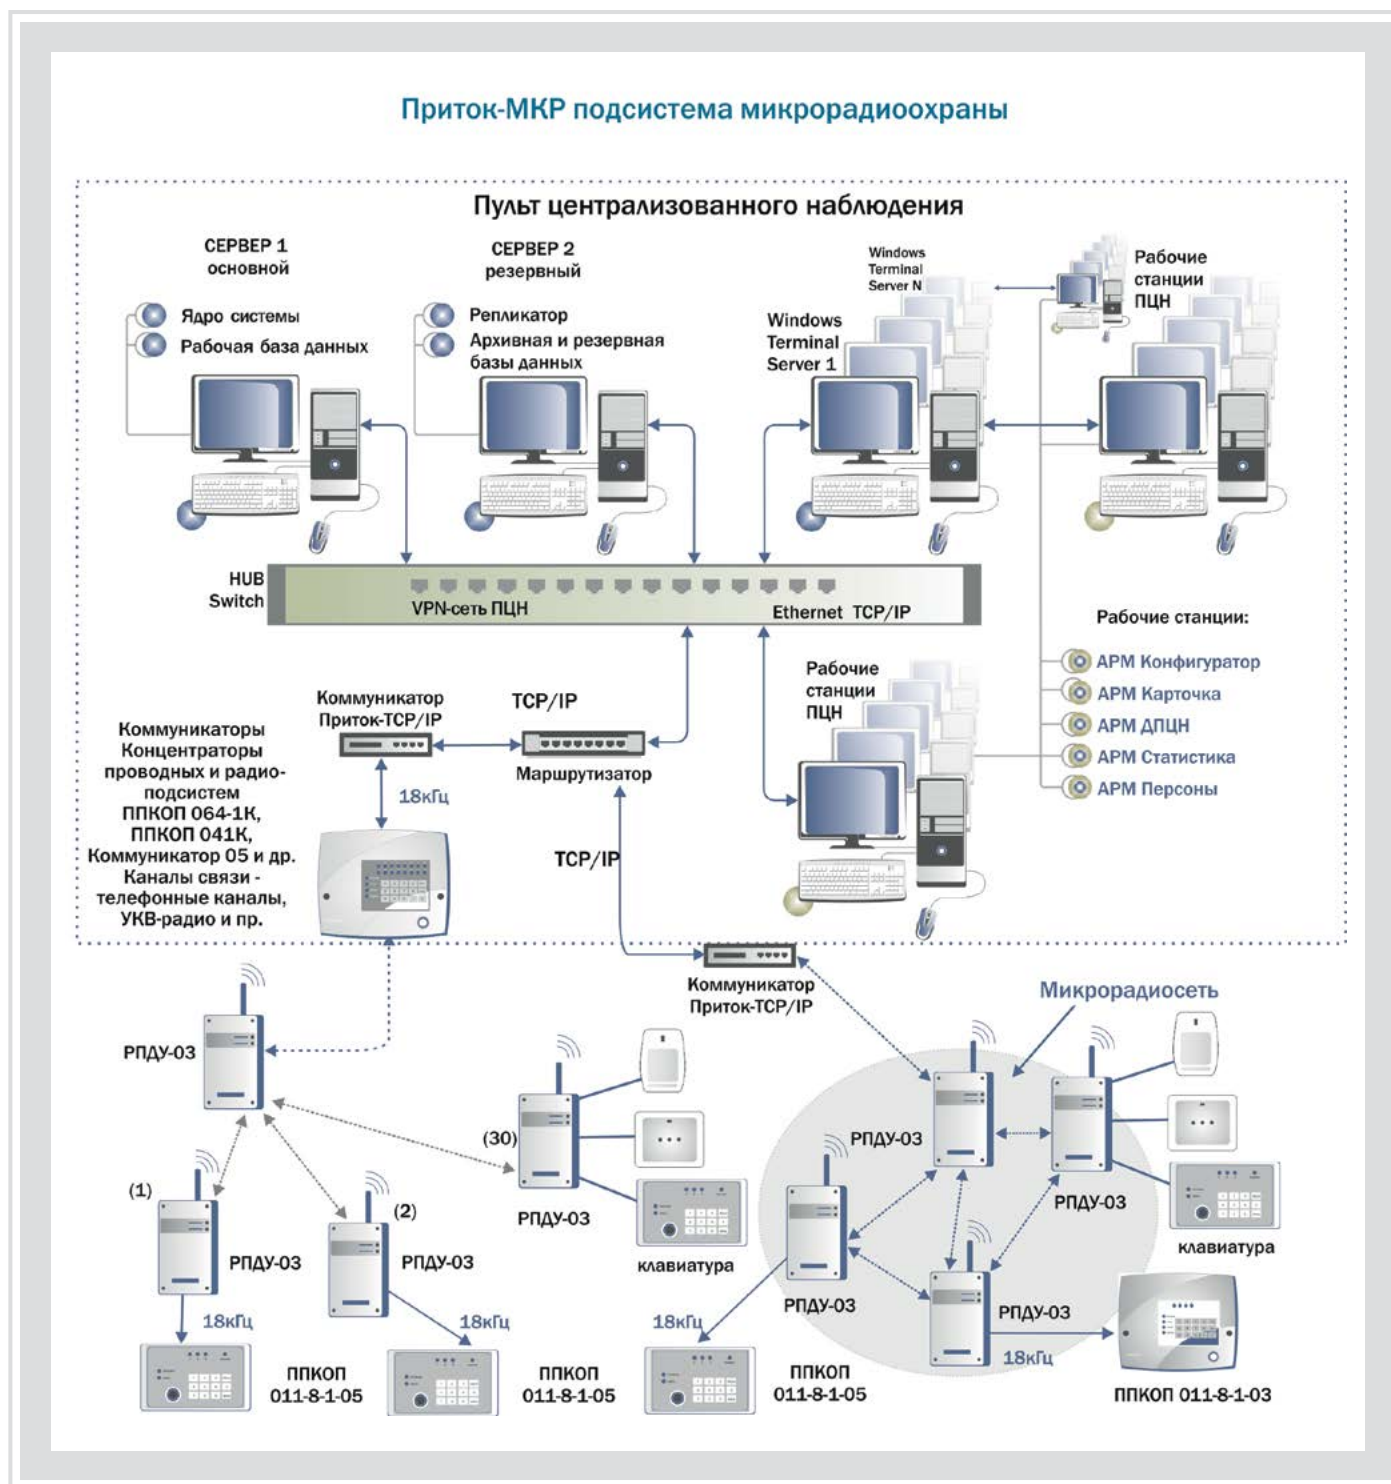 Приток-МКР подсистема микрорадиоохраны
Пульт централизованного наблюдения
СЕРВЕР 1
основной
Ядро системы
Рабочая база данных
СЕРВЕР 2
резервный
Репликатор
Архивная и резервная
базы данных
Windows
Terminal
Server N
Windows
Terminal
Server 1
Рабочие
станции
ПЦН
HUB
Switch
VPN-сеть ПЦН
Ethernet TCP/IP
Рабочие станции:
АРМ Конфигуратор
АРМ Карточка
АРМ ДПЦН
АРМ Статистика
АРМ Персоны
Рабочие
станции
ПЦН
Коммуникатор
Приток-TCP/IP
TCP/IP
Маршрутизатор
18кГц
TCP/IP
Коммуникаторы
Концентраторы
проводных и радио-
подсистем
ППКОП 064-1К,
ППКОП 041К,
Коммуникатор 05 и др.
Каналы связи -
телефонные каналы,
УКВ-радио и пр.
Коммуникатор
Приток-TCP/IP
Микрорадиосеть
РПДУ-03
(30)
РПДУ-03
клавиатура
(1)
РПДУ-03
(2)
РПДУ-03
18кГц
ППКОП
011-8-1-05
18кГц
ППКОП
011-8-1-05
РПДУ-03
РПДУ-03
клавиатура
РПДУ-03
РПДУ-03
18кГц
ППКОП
011-8-1-05
18кГц
ППКОП 011-8-1-03